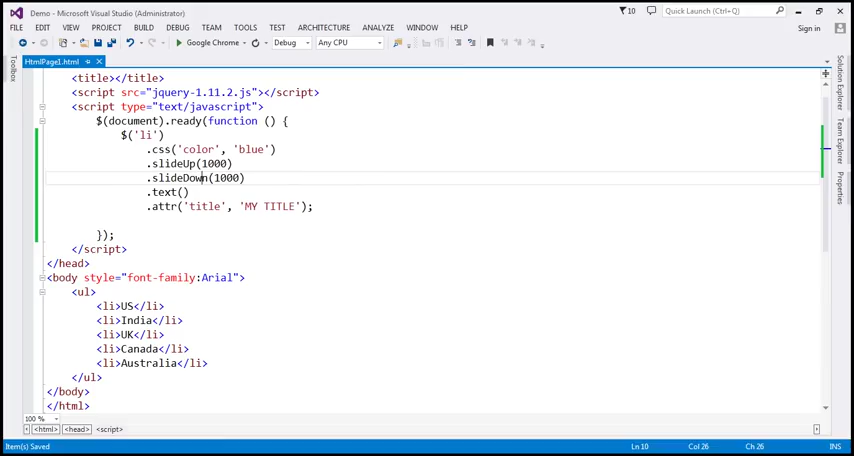 Demo - Microsoft Visual Studio (Administrator)
10
Quick Launch (Ctrl+Q)
FILE EDIT VIEW PROJECT BUILD DEBUG TEAM TOOLS TEST ARCHITECTURE ANALYZE WINDOW HELP
Sign in
Google Chrome
Debug
Any CPU
HtmlPage1.html
Toolbox
<title></title>
<script src="jquery-1.11.2.js"></script>
<script type="text/javascript">
$(document).ready(function () {
$('li')
.css('color', 'blue')
.slideUp(1000)
.slideDown(1000)
.text()
.attr('title', 'MY TITLE');
});
</script>
</head>
<body style="font-family:Arial">
<ul>
<li>US</li>
<li>India</li>
<li>UK</li>
<li>Canada</li>
<li>Australia</li>
</ul>
</body>
</html>
Solution Explorer
Team Explorer
Properties
100 %
<html> <head> <script>
Item(s) Saved
Ln 10
Col 26
Ch 26
INS